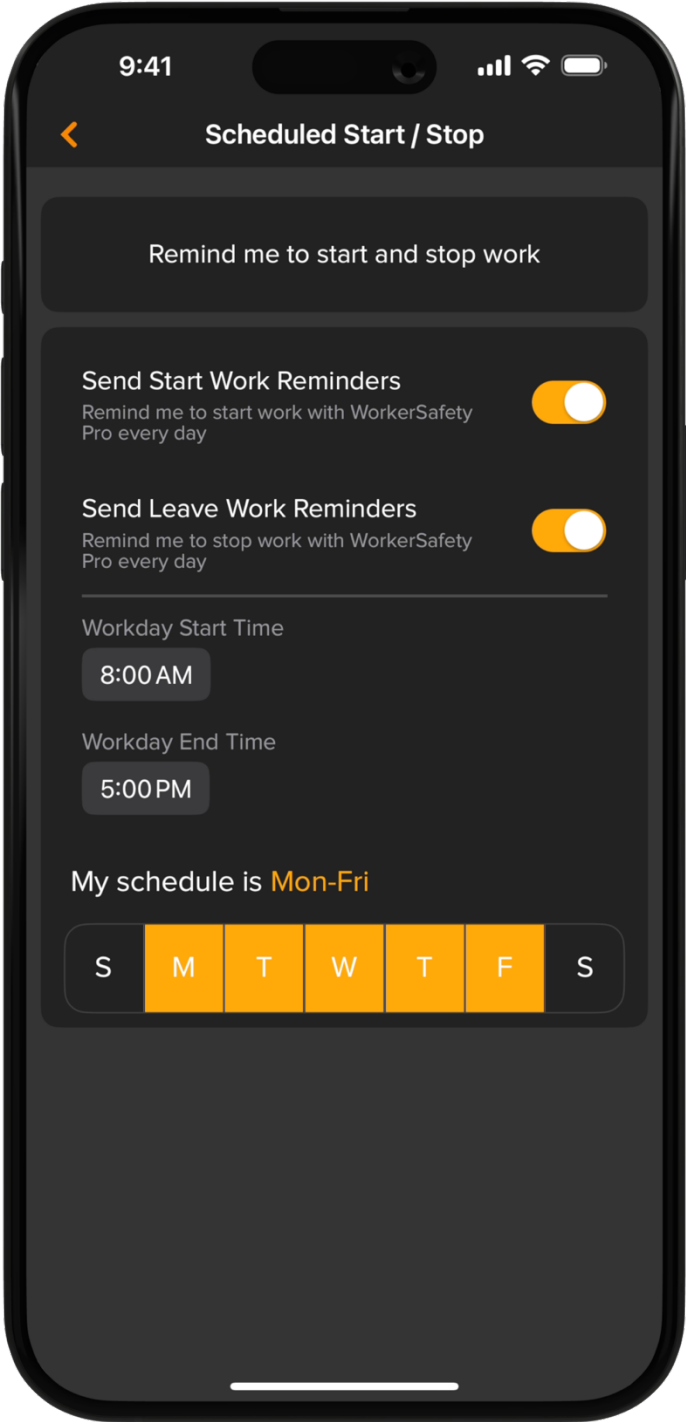 9:41
Scheduled Start / Stop
Remind me to start and stop work
Send Start Work Reminders
Remind me to start work with WorkerSafety
Pro every day
Send Leave Work Reminders
Remind me to stop work with WorkerSafety
Pro every day
Workday Start Time
8:00 AM
Workday End Time
5:00 PM
My schedule is Mon-Fri
S M T W T F S